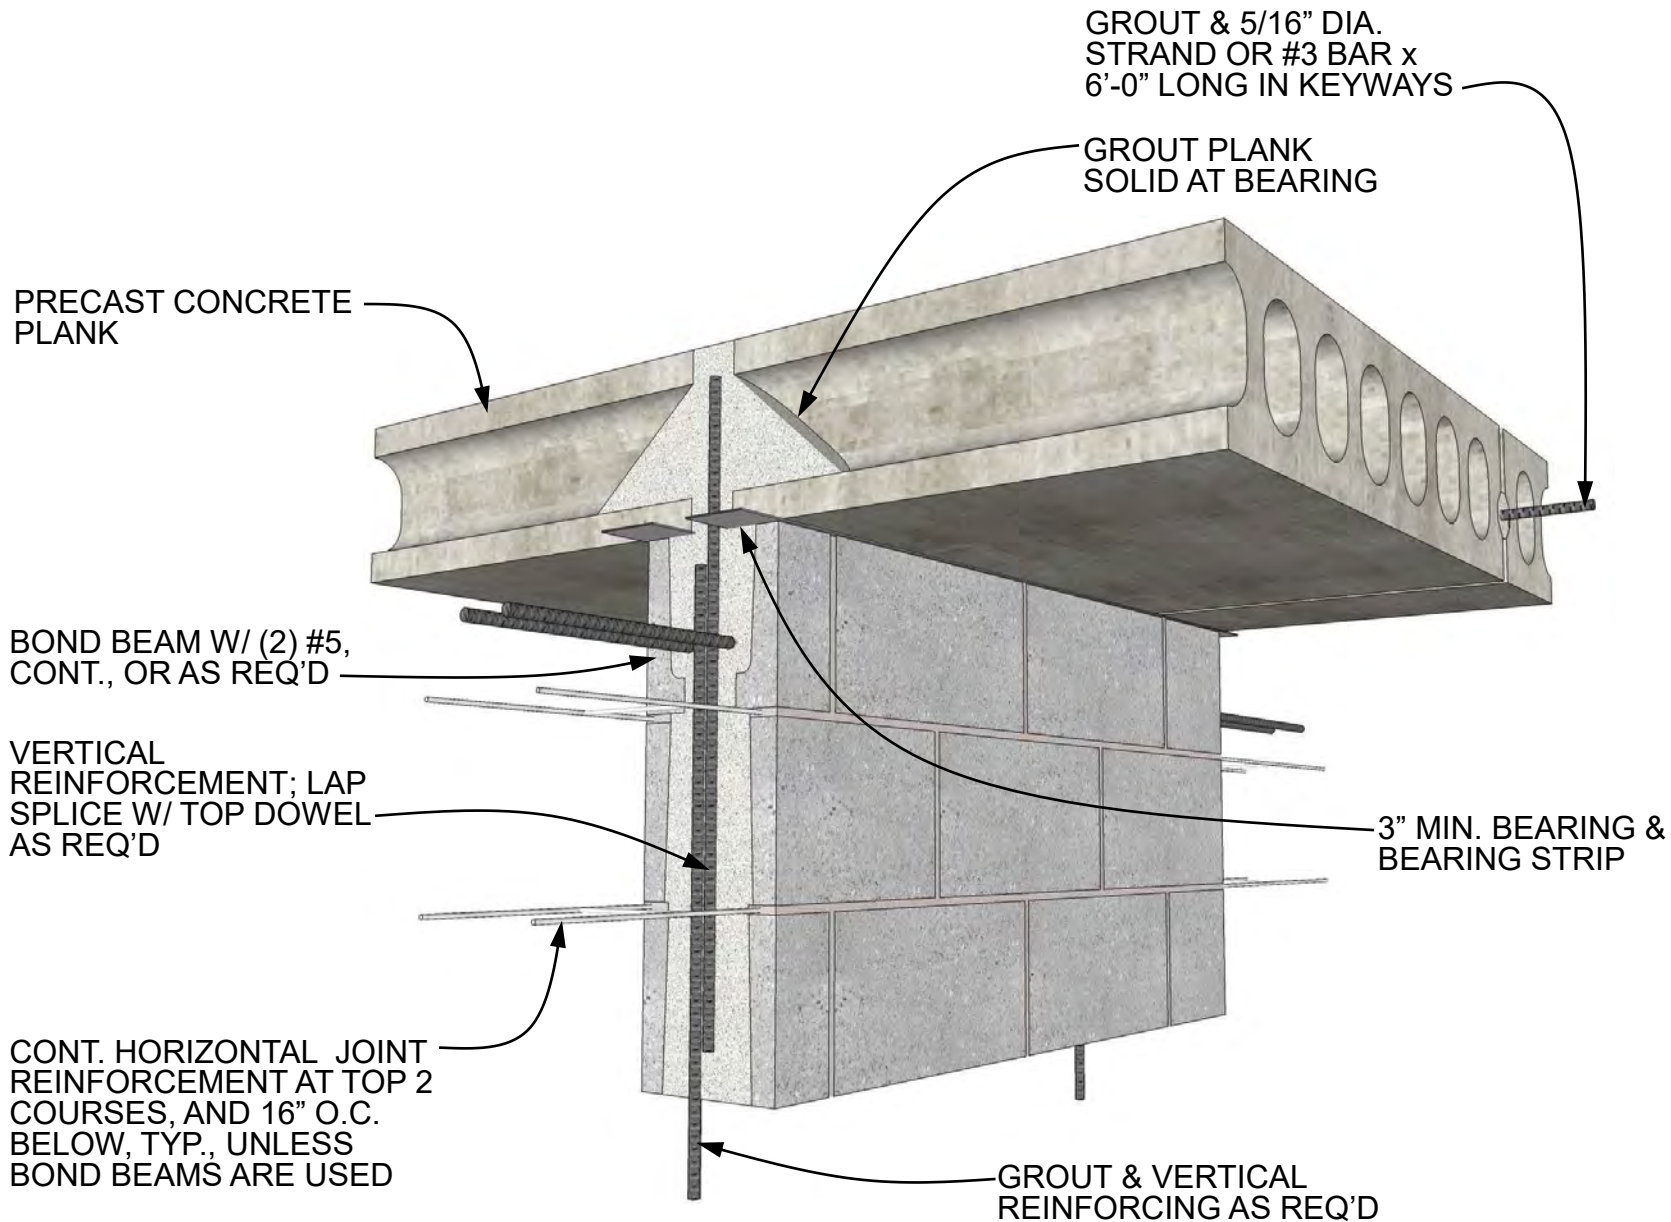 GROUT & 5/16” DIA.
STRAND OR #3 BAR x
6’-0” LONG IN KEYWAYS
GROUT PLANK
SOLID AT BEARING
PRECAST CONCRETE
PLANK
BOND BEAM W/ (2) #5,
CONT., OR AS REQ’D
VERTICAL
REINFORCEMENT; LAP
SPLICE W/ TOP DOWEL
AS REQ’D
3” MIN. BEARING &
BEARING STRIP
CONT. HORIZONTAL JOINT
REINFORCEMENT AT TOP 2
COURSES, AND 16” O.C.
BELOW, TYP., UNLESS
BOND BEAMS ARE USED
GROUT & VERTICAL
REINFORCING AS REQ’D